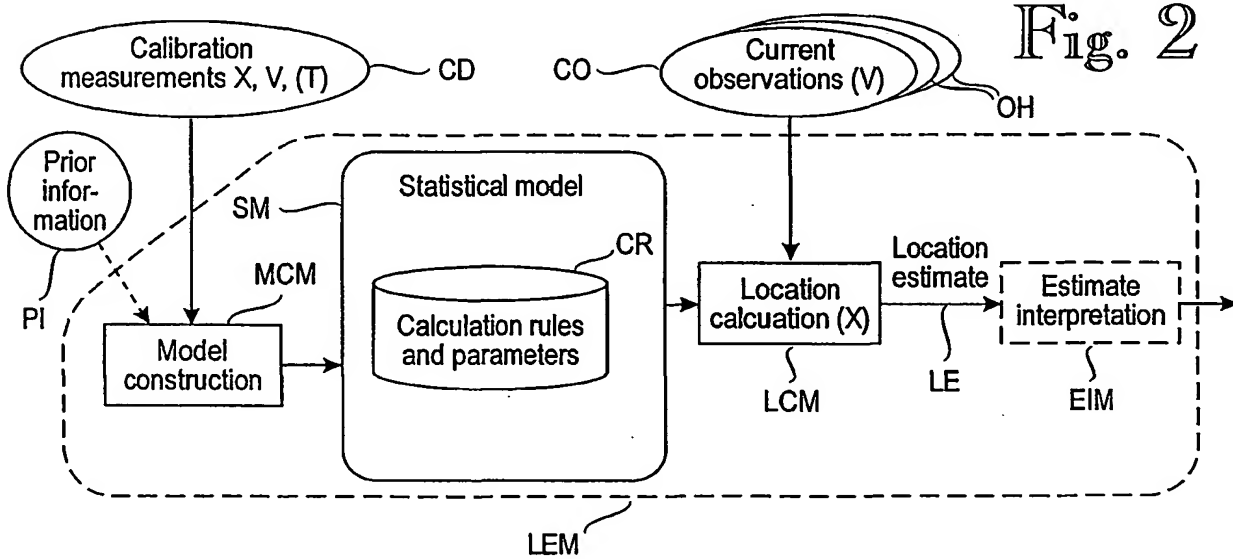 Fig. 2
Calibration
measurements X, V, (T)
CD
CO
Current
observations (V)
OH
Prior
infor-
mation
PI
SM
Statistical model
MCM
CR
Calculation rules
and parameters
Model
construction
Location
calcuation (X)
LCM
Location
estimate
LE
Estimate
interpretation
EIM
LEM